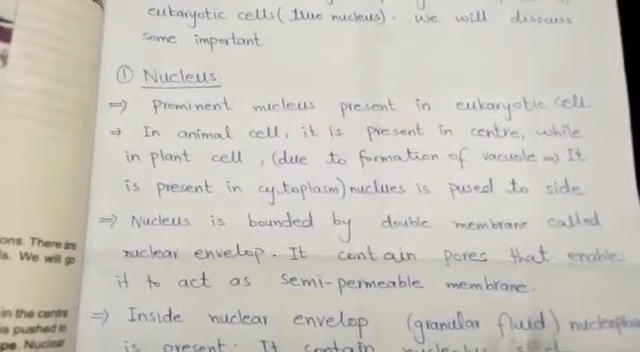 eukaryotic cells (true nucleus). We will discuss
some important
① Nucleus.
⇒ Prominent nucleus present in eukaryotic cell
⇒ In animal cell, it is present in centre, while
in plant cell, (due to formation of vacuole ⇒ It
is present in cytoplasm) nuclues is pused to side
⇒ Nucleus is bounded by double membrane called
nuclear envelop. It contain pores that enable
it to act as semi-permeable membrane.
⇒ Inside nuclear envelop (granular fluid)
is present. It contain
ons. There are
s. We will go
in the centre
is pushed to
pe. Nuclear